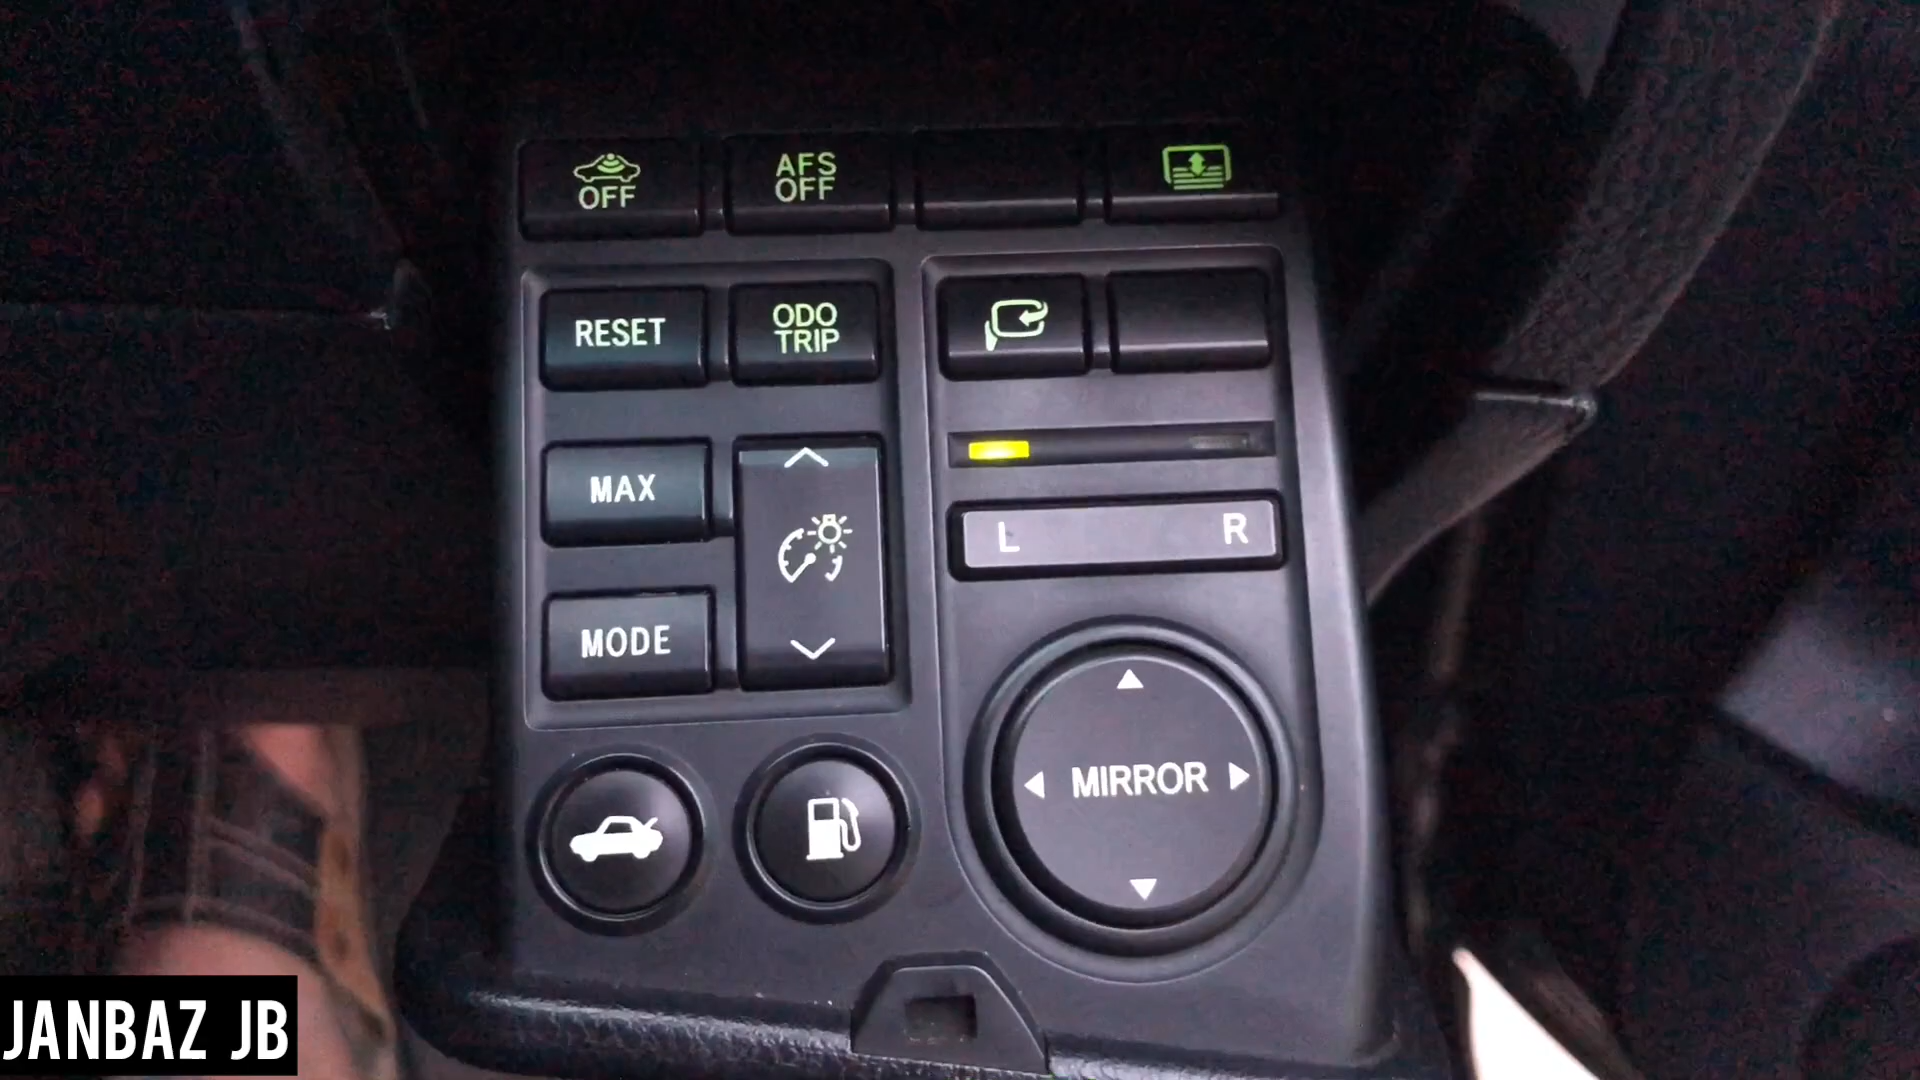 OFF
AFS
OFF
RESET
ODO
TRIP
MAX
L
R
MODE
MIRROR
JANBAZ JB